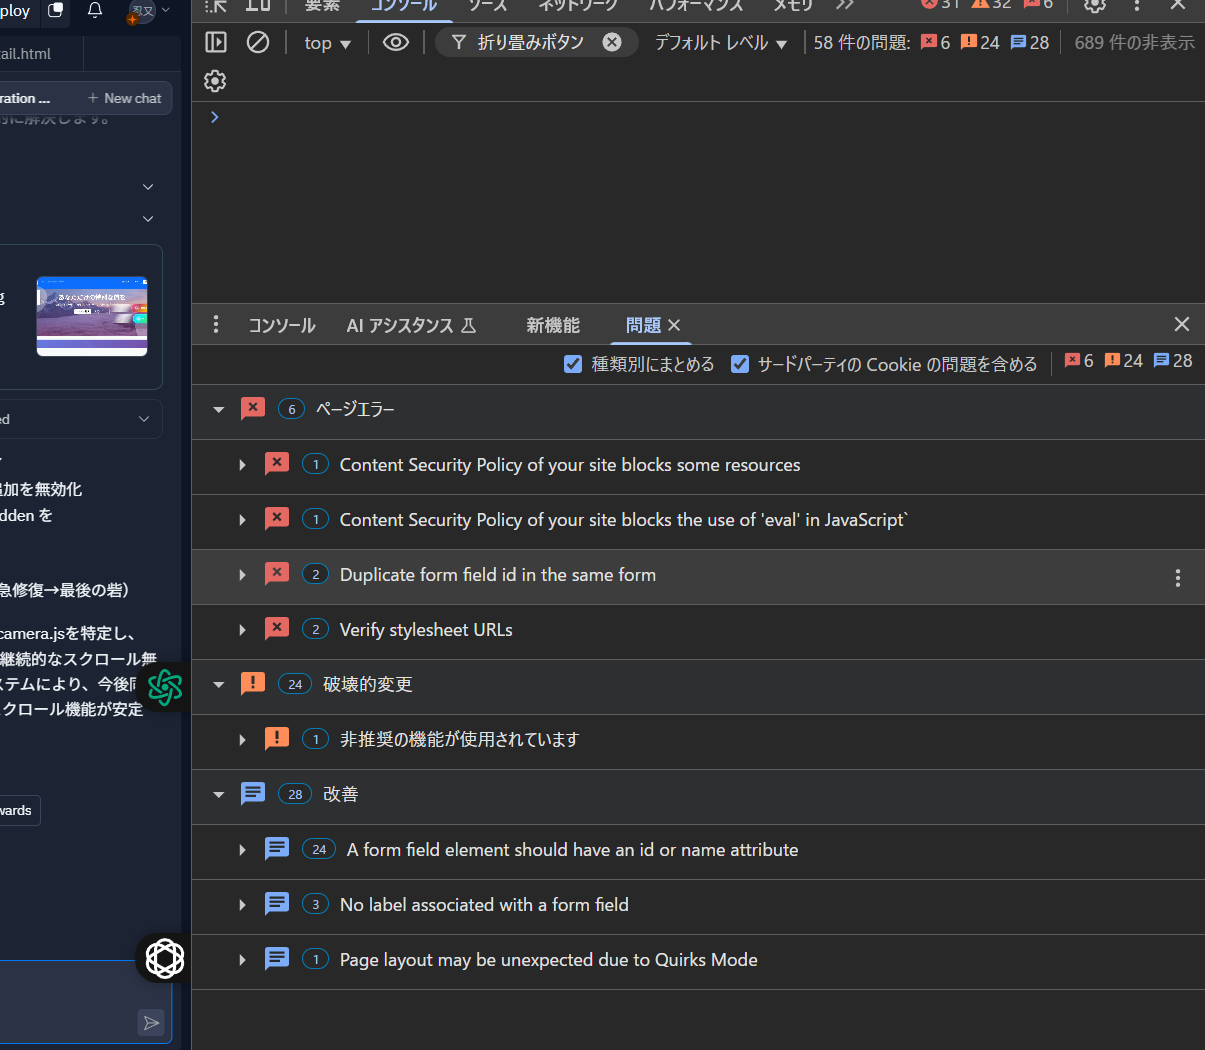 ploy
ail.html
ration ...
+ New chat
的に解決します。
ed
追加を無効化
dden を
急修復→最後の砦)
camera.jsを特定し、
継続的なスクロール無
ステムにより、今後同
スクロール機能が安定
wards
要素
コンソール
ソース
ネットワーク
パフォーマンス
メモリ
31
32
6
top
折り畳みボタン
デフォルト レベル
58 件の問題:
6
24
28
689 件の非表示
コンソール
AI アシスタンス
新機能
問題
種類別にまとめる
サードパーティの Cookie の問題を含める
6
24
28
6 ページエラー
1 Content Security Policy of your site blocks some resources
1 Content Security Policy of your site blocks the use of 'eval' in JavaScript`
2 Duplicate form field id in the same form
2 Verify stylesheet URLs
24 破壊的変更
1 非推奨の機能が使用されています
28 改善
24 A form field element should have an id or name attribute
3 No label associated with a form field
1 Page layout may be unexpected due to Quirks Mode